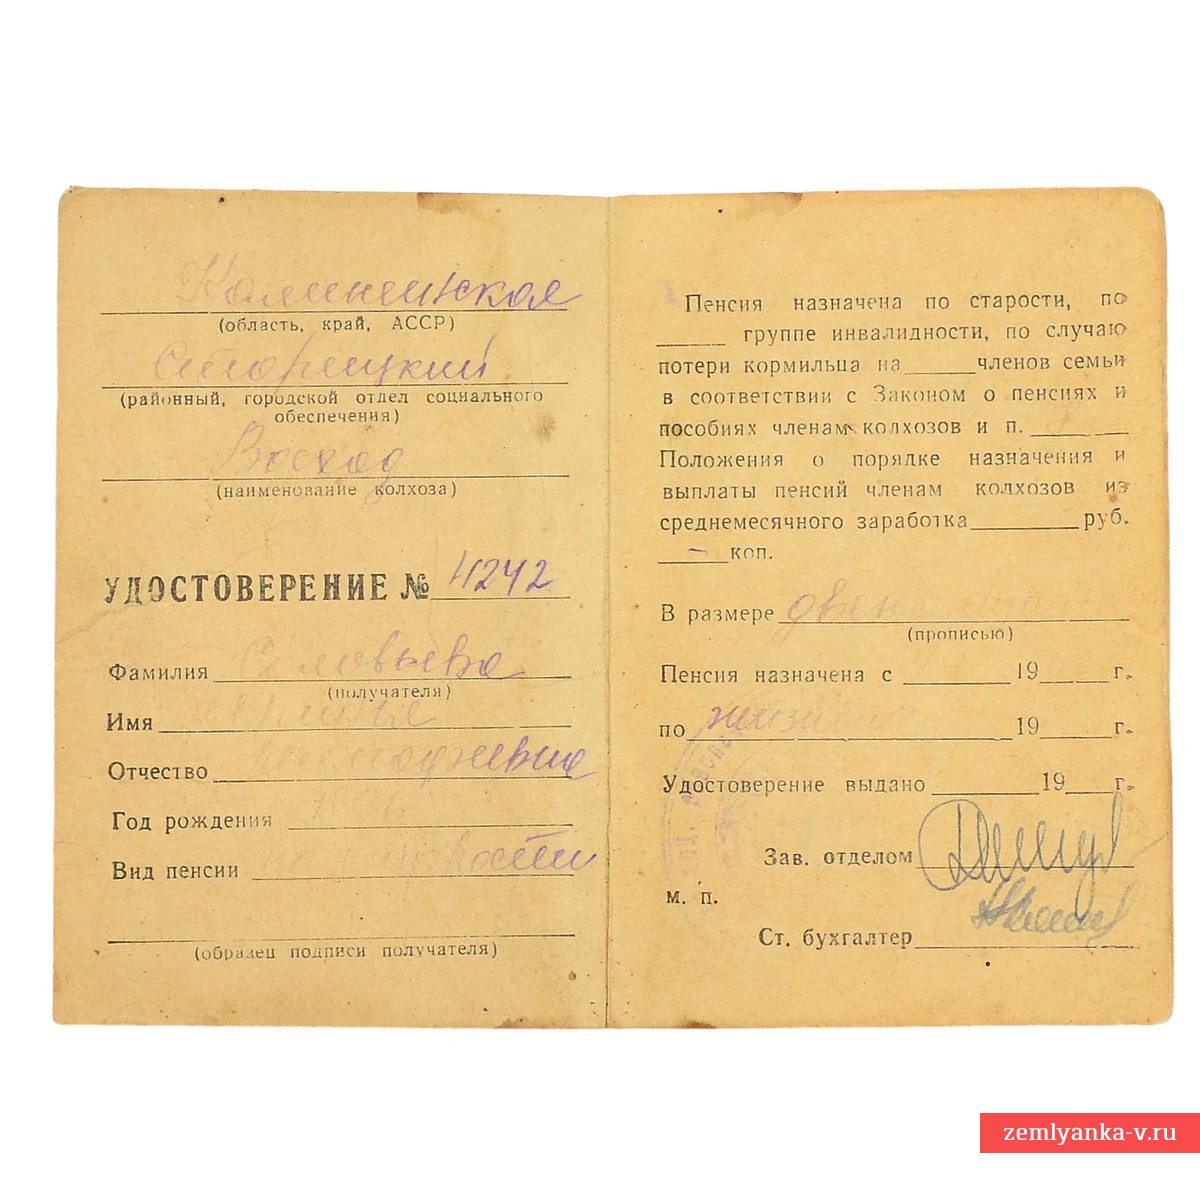 Калининская
(область, край, АССР)
Старицкий
(районный, городской отдел социального
обеспечения)
Восход
(наименование колхоза)
УДОСТОВЕРЕНИЕ № 4242
Фамилия Соловьева
(получателя)
Имя
Отчество
Год рождения
Вид пенсии
(образец подписи получателя)
Пенсия назначена по старости, по
группе инвалидности, по случаю
потери кормильца на членов семьи
в соответствии с Законом о пенсиях и
пособиях членам колхозов и п.
Положения о порядке назначения и
выплаты пенсий членам колхозов из
среднемесячного заработка руб.
- коп.
В размере
(прописью)
Пенсия назначена с 19 г.
по 19 г.
Удостоверение выдано 19 г.
Зав. отделом
м. п.
Ст. бухгалтер
zemlyanka-v.ru